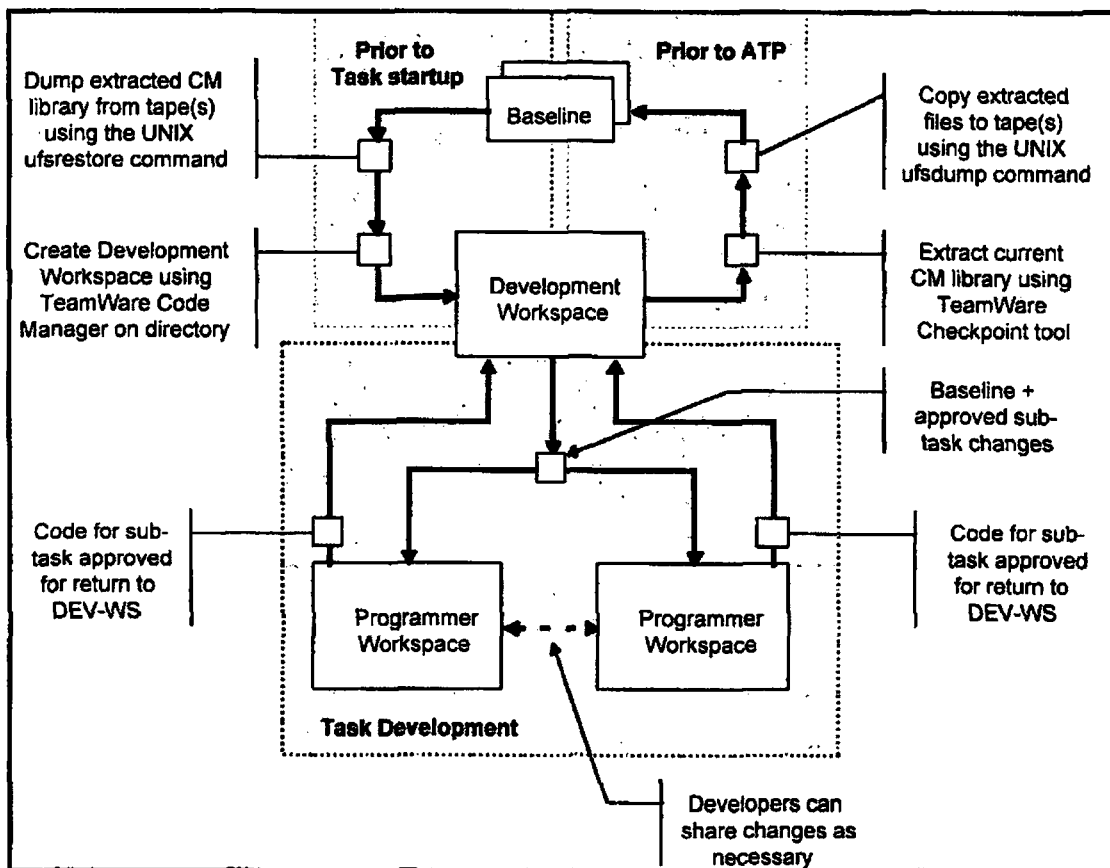 Prior to
Task startup
Prior to ATP
Dump extracted CM
library from tape(s)
using the UNIX
ufsrestore command
Baseline
Copy extracted
files to tape(s)
using the UNIX
ufsdump command
Create Development
Workspace using
TeamWare Code
Manager on directory
Development
Workspace
Extract current
CM library using
TeamWare
Checkpoint tool
Baseline +
approved sub-
task changes
Code for sub-
task approved
for return to
DEV-WS
Code for sub-
task approved
for return to
DEV-WS
Programmer
Workspace
Programmer
Workspace
Task Development
Developers can
share changes as
necessary